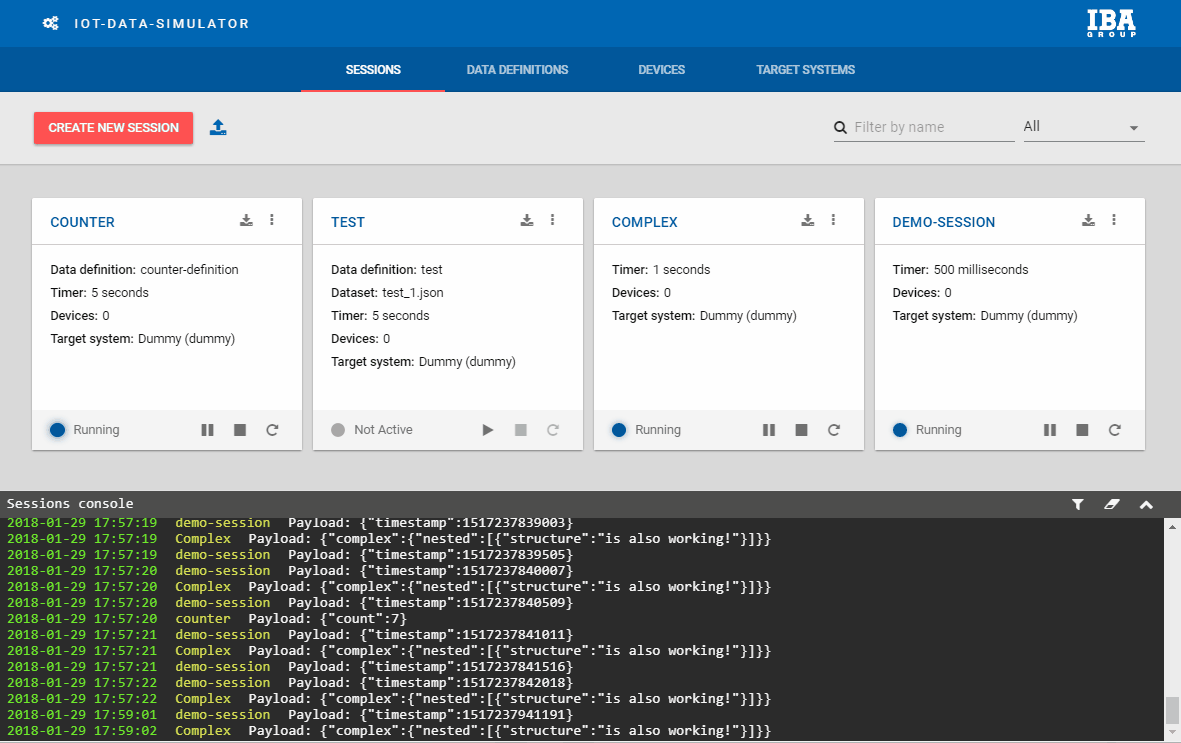 IOT-DATA-SIMULATOR
IBA
GROUP
SESSIONS DATA DEFINITIONS DEVICES TARGET SYSTEMS
CREATE NEW SESSION Filter by name All
COUNTER
Data definition: counter-definition
Timer: 5 seconds
Devices: 0
Target system: Dummy (dummy)
Running
TEST
Data definition: test
Dataset: test_1.json
Timer: 5 seconds
Devices: 0
Target system: Dummy (dummy)
Not Active
COMPLEX
Timer: 1 seconds
Devices: 0
Target system: Dummy (dummy)
Running
DEMO-SESSION
Timer: 500 milliseconds
Devices: 0
Target system: Dummy (dummy)
Running
Sessions console
2018-01-29 17:57:19 demo-session Payload: {"timestamp":1517237839003}
2018-01-29 17:57:19 Complex Payload: {"complex":{"nested":[{"structure":"is also working!"}]}}
2018-01-29 17:57:19 demo-session Payload: {"timestamp":1517237839505}
2018-01-29 17:57:20 demo-session Payload: {"timestamp":1517237840007}
2018-01-29 17:57:20 Complex Payload: {"complex":{"nested":[{"structure":"is also working!"}]}}
2018-01-29 17:57:20 demo-session Payload: {"timestamp":1517237840509}
2018-01-29 17:57:20 counter Payload: {"count":7}
2018-01-29 17:57:21 demo-session Payload: {"timestamp":1517237841011}
2018-01-29 17:57:21 Complex Payload: {"complex":{"nested":[{"structure":"is also working!"}]}}
2018-01-29 17:57:21 demo-session Payload: {"timestamp":1517237841516}
2018-01-29 17:57:22 demo-session Payload: {"timestamp":1517237842018}
2018-01-29 17:57:22 Complex Payload: {"complex":{"nested":[{"structure":"is also working!"}]}}
2018-01-29 17:59:01 demo-session Payload: {"timestamp":1517237941191}
2018-01-29 17:59:02 Complex Payload: {"complex":{"nested":[{"structure":"is also working!"}]}}